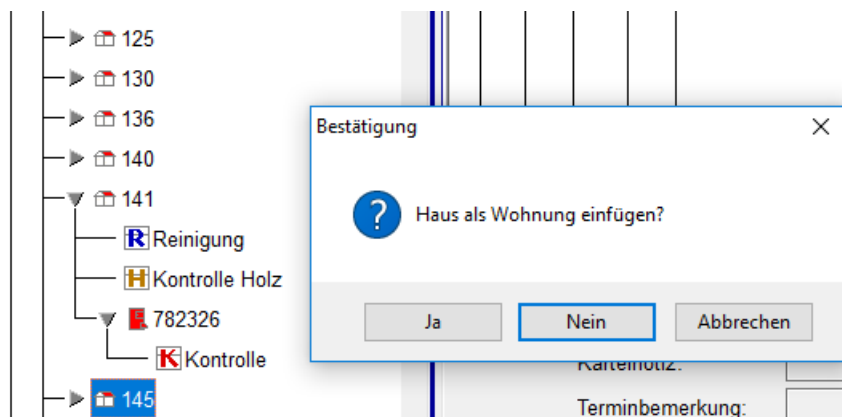 125
130
136
140
141
Reinigung
Kontrolle Holz
782326
Kontrolle
145
Bestätigung
Haus als Wohnung einfügen?
Ja
Nein
Abbrechen
Karteinotiz:
Terminbemerkung: